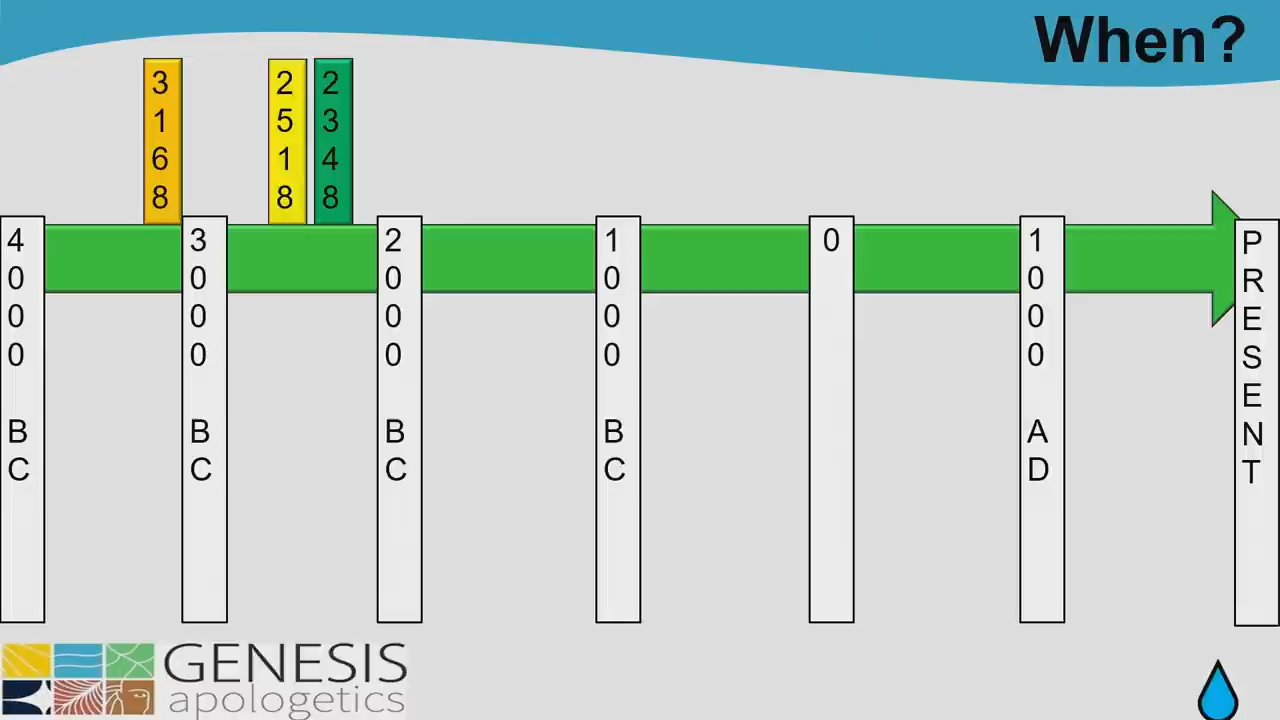 When?
3168
2518
2348
4000 BC
3000 BC
2000 BC
1000 BC
0
1000 AD
PRESENT
GENESIS
apologetics